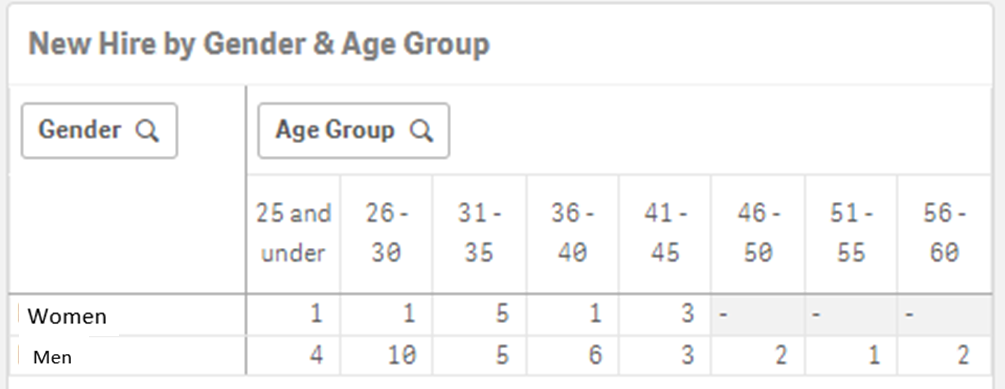 New Hire by Gender & Age Group
Gender Age Group
25 and 26 - 31 - 36 - 41 - 46 - 51 - 56 -
under 30 35 40 45 50 55 60
Women 1 1 5 1 3 - - -
Men 4 10 5 6 3 2 1 2